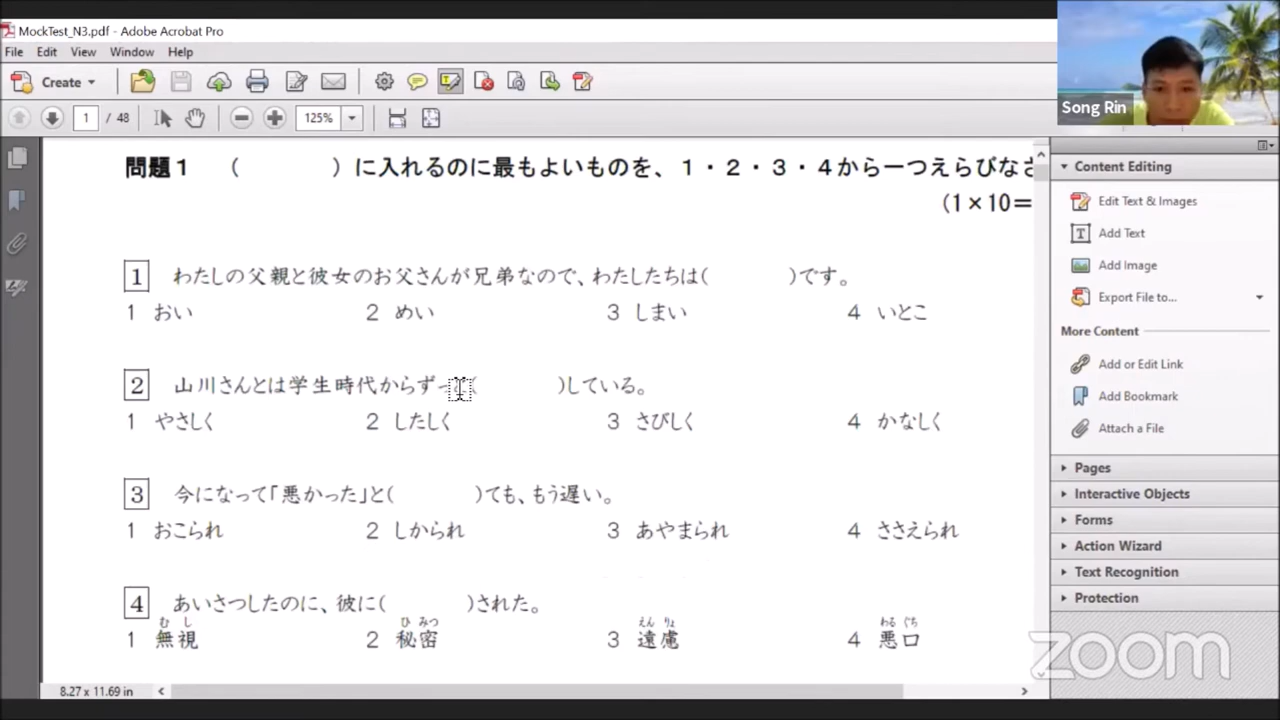 MockTest_N3.pdf - Adobe Acrobat Pro
File Edit View Window Help
Create
1 / 48 125%
Song Rin
問題1 ( )に入れるのに最もよいものを、1・2・3・4から一つえらびなさ
(1×10=
1 わたしの父親と彼女のお父さんが兄弟なので、わたしたちは( )です。
1 おい 2 めい 3 しまい 4 いとこ
2 山川さんとは学生時代からずっと( )している。
1 やさしく 2 したしく 3 さびしく 4 かなしく
3 今になって「悪かった」と( )ても、もう遅い。
1 おこられ 2 しかられ 3 あやまられ 4 ささえられ
4 あいさつしたのに、彼に( )された。
む し ひ みつ えん りょ わる ぐち
1 無視 2 秘密 3 遠慮 4 悪口
8.27 x 11.69 in
Content Editing
Edit Text & Images
Add Text
Add Image
Export File to...
More Content
Add or Edit Link
Add Bookmark
Attach a File
Pages
Interactive Objects
Forms
Action Wizard
Text Recognition
Protection
zoom